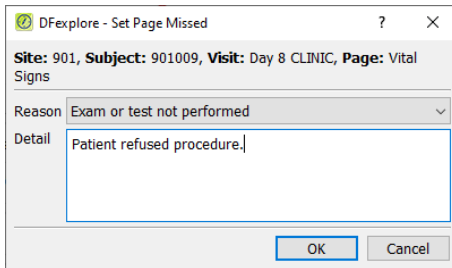 DFexplore - Set Page Missed
Site: 901, Subject: 901009, Visit: Day 8 CLINIC, Page: Vital
Signs
Reason Exam or test not performed
Detail Patient refused procedure.
OK Cancel